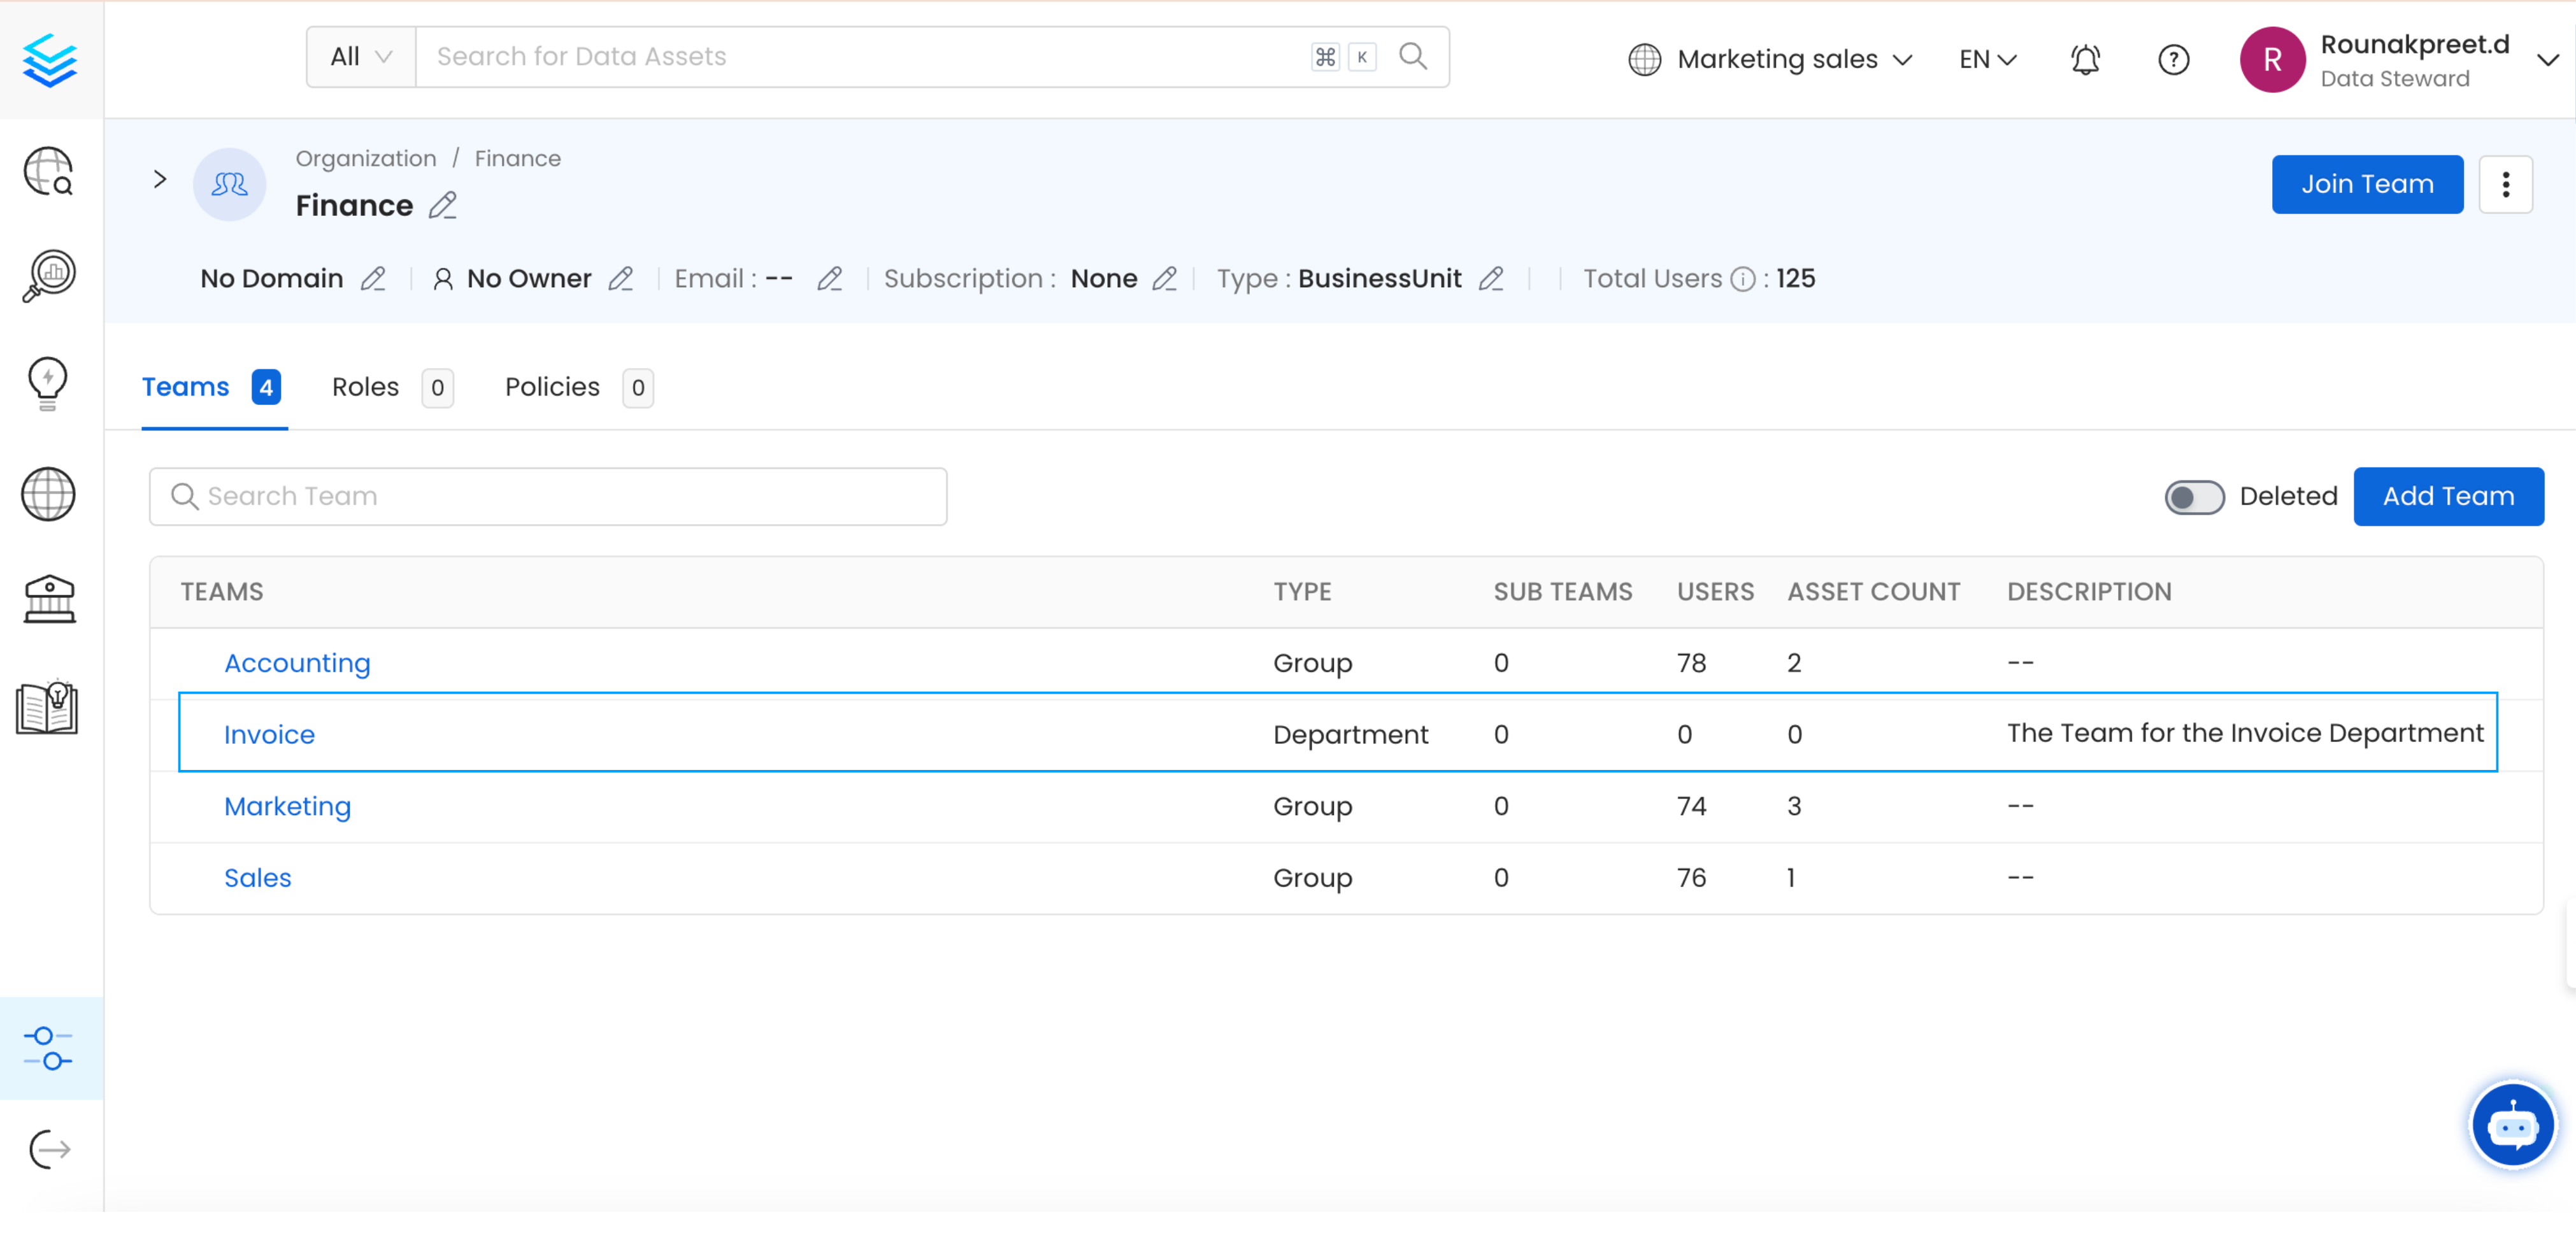 All Search for Data Assets ⌘ K Marketing sales EN R Rounakpreet.d
Data Steward
Organization / Finance
Finance
Join Team
No Domain No Owner Email : -- Subscription : None Type : BusinessUnit Total Users : 125
Teams 4 Roles 0 Policies 0
Search Team Deleted Add Team
TEAMS TYPE SUB TEAMS USERS ASSET COUNT DESCRIPTION
Accounting Group 0 78 2 --
Invoice Department 0 0 0 The Team for the Invoice Department
Marketing Group 0 74 3 --
Sales Group 0 76 1 --